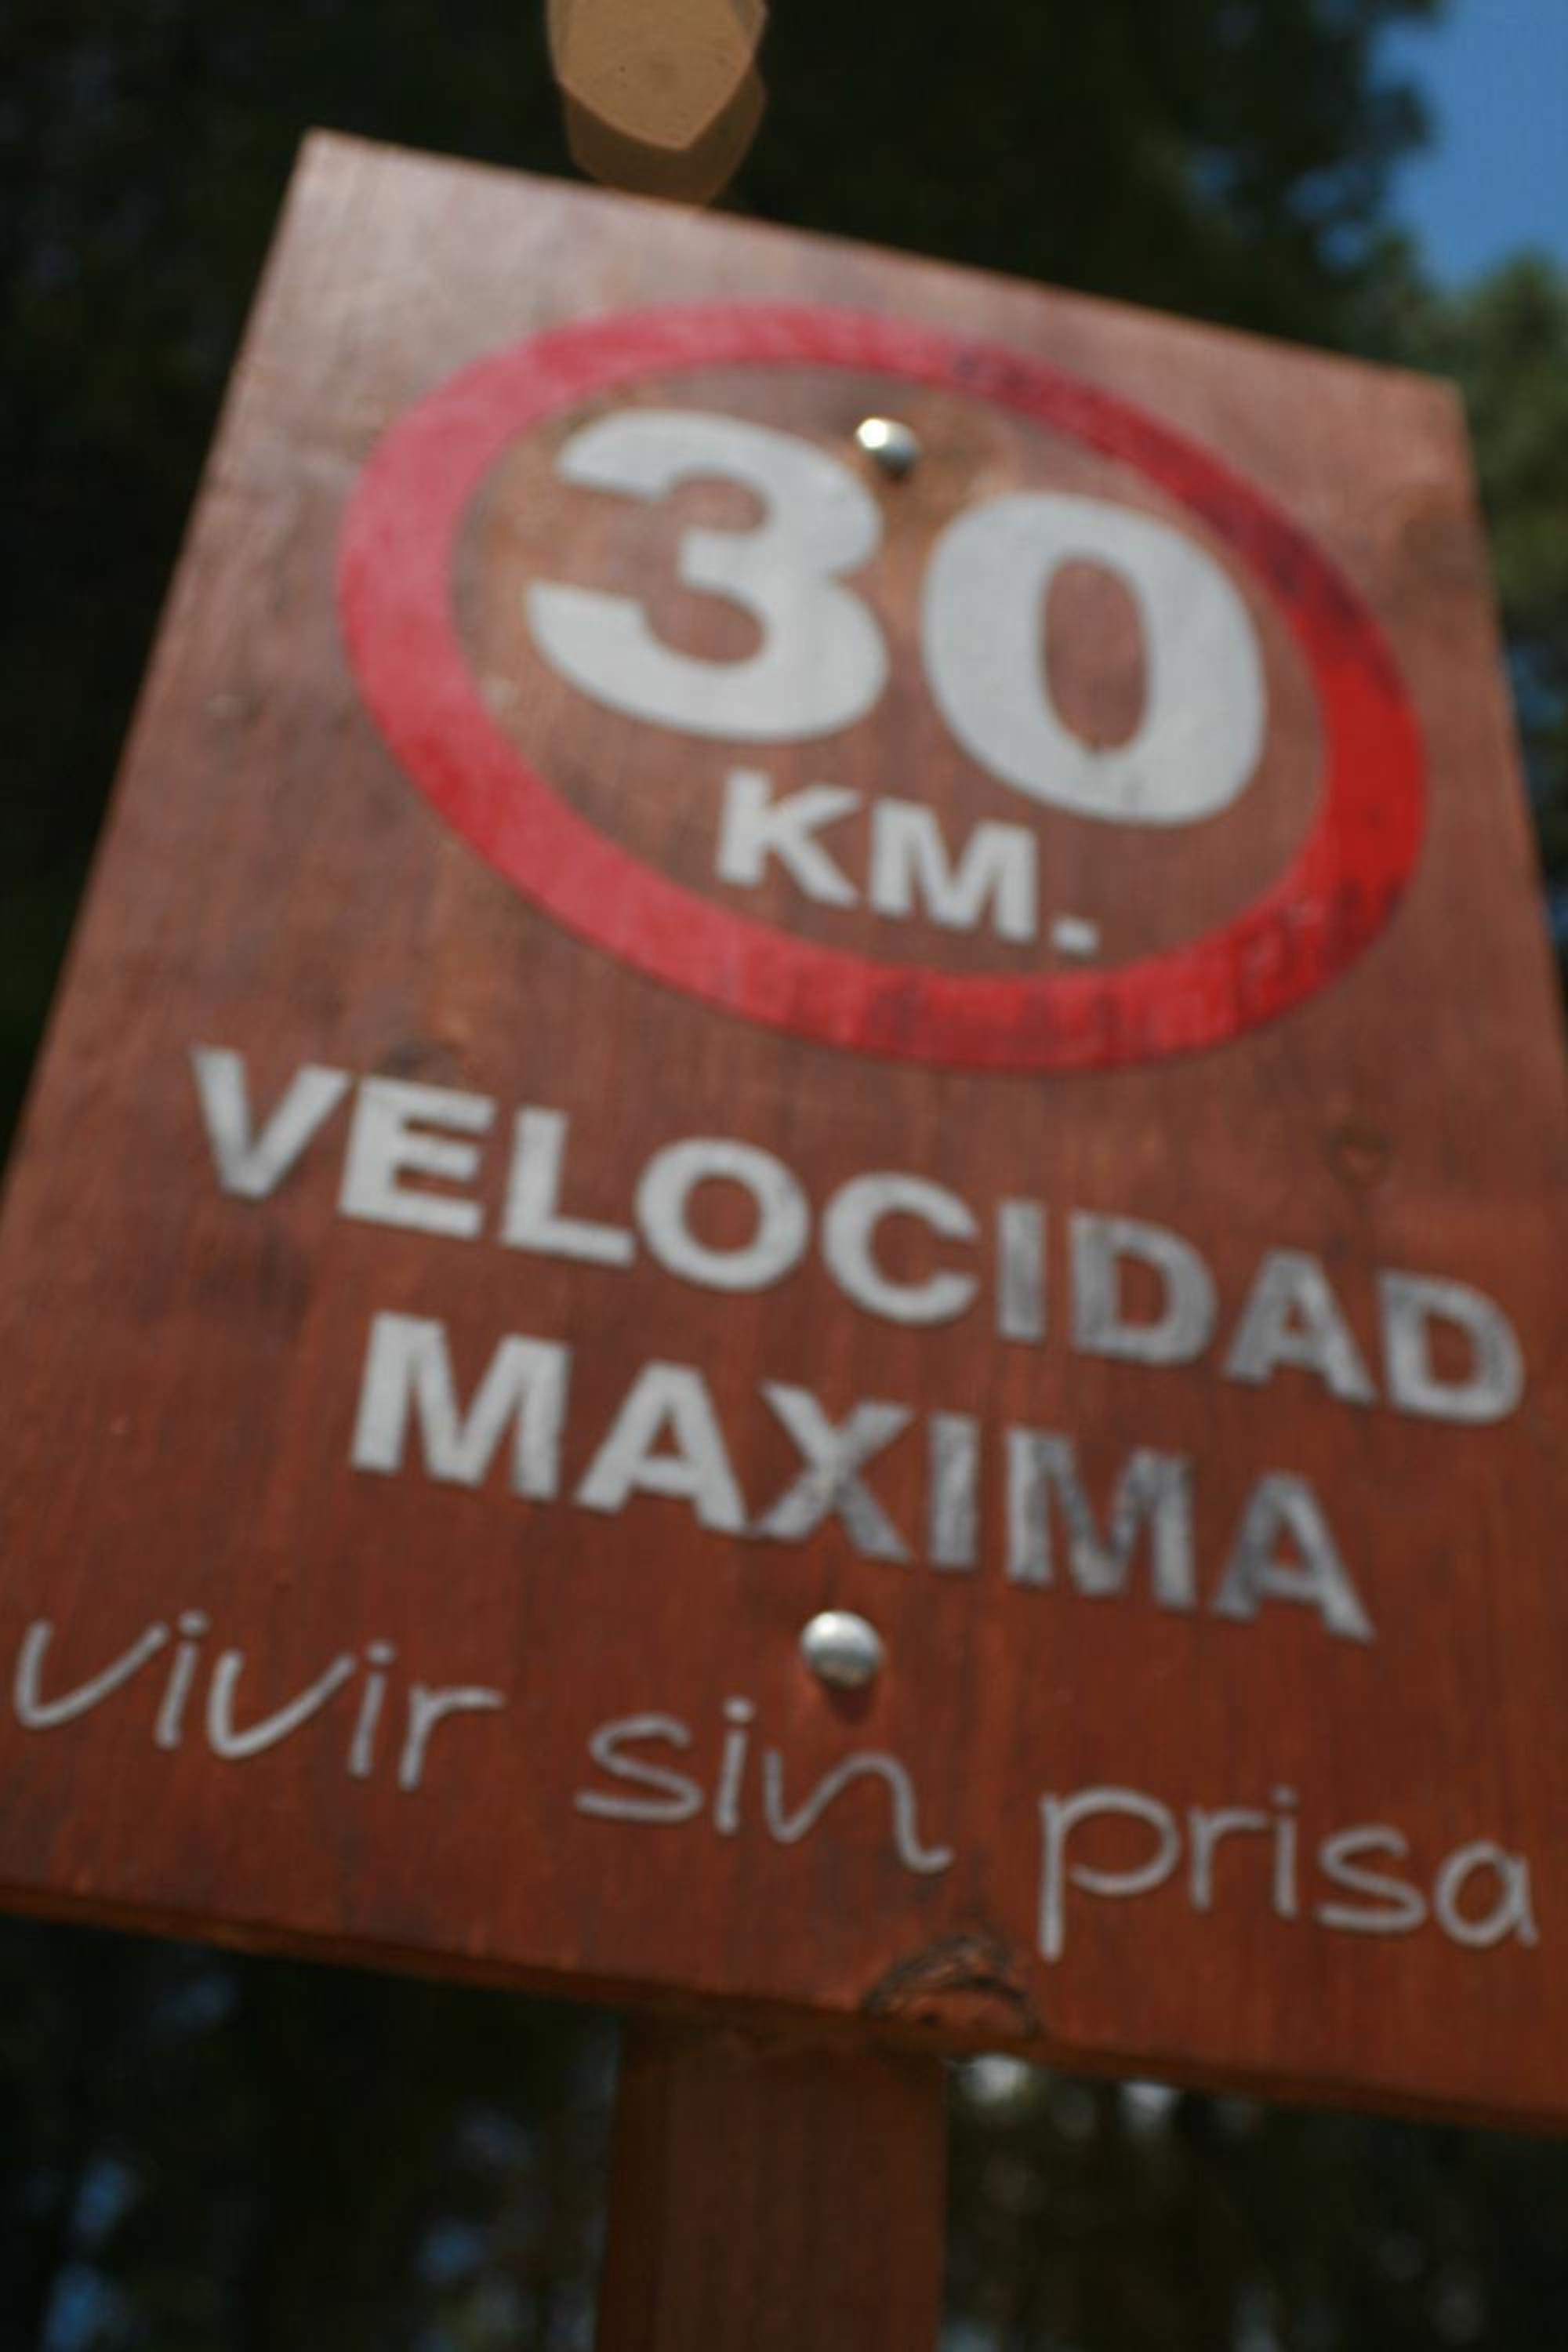 30
KM.
VELOCIDAD
MAXIMA
vivir sin prisa